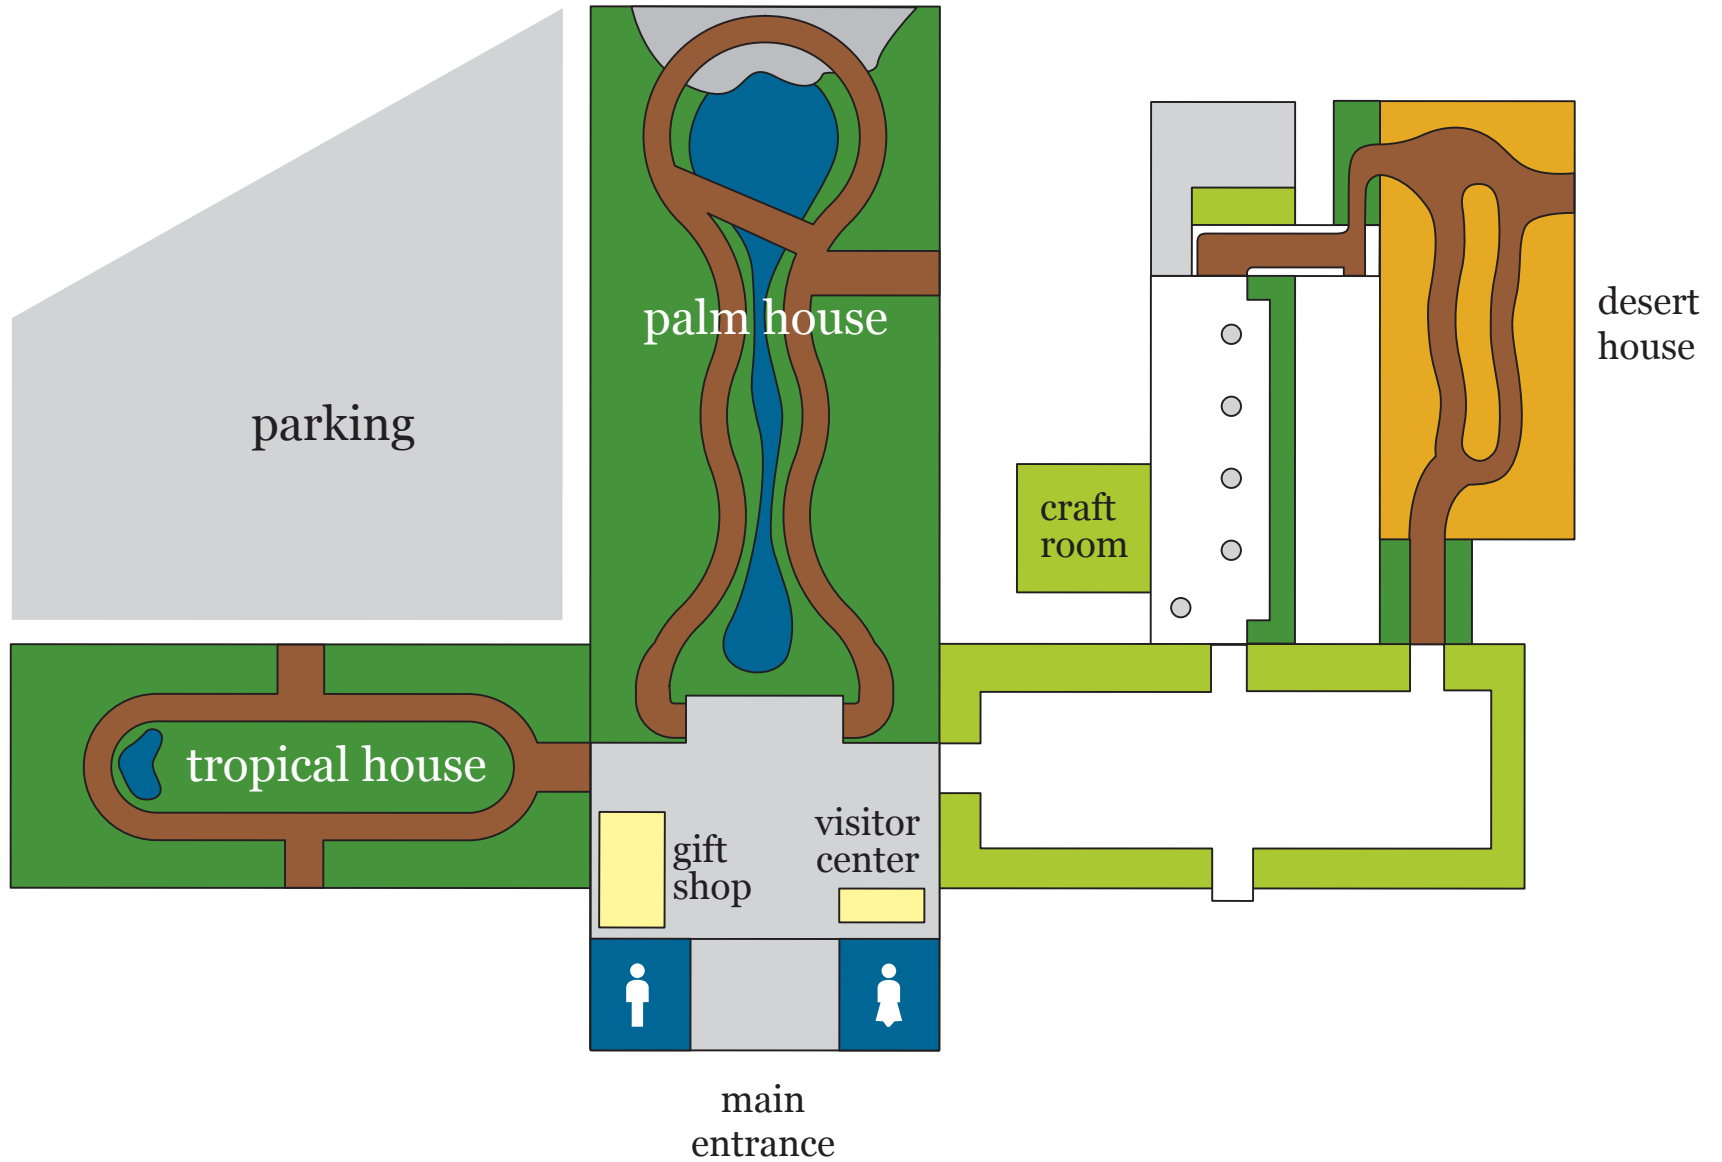 palm house
desert
house
parking
craft
room
tropical house
gift
shop
visitor
center
main
entrance